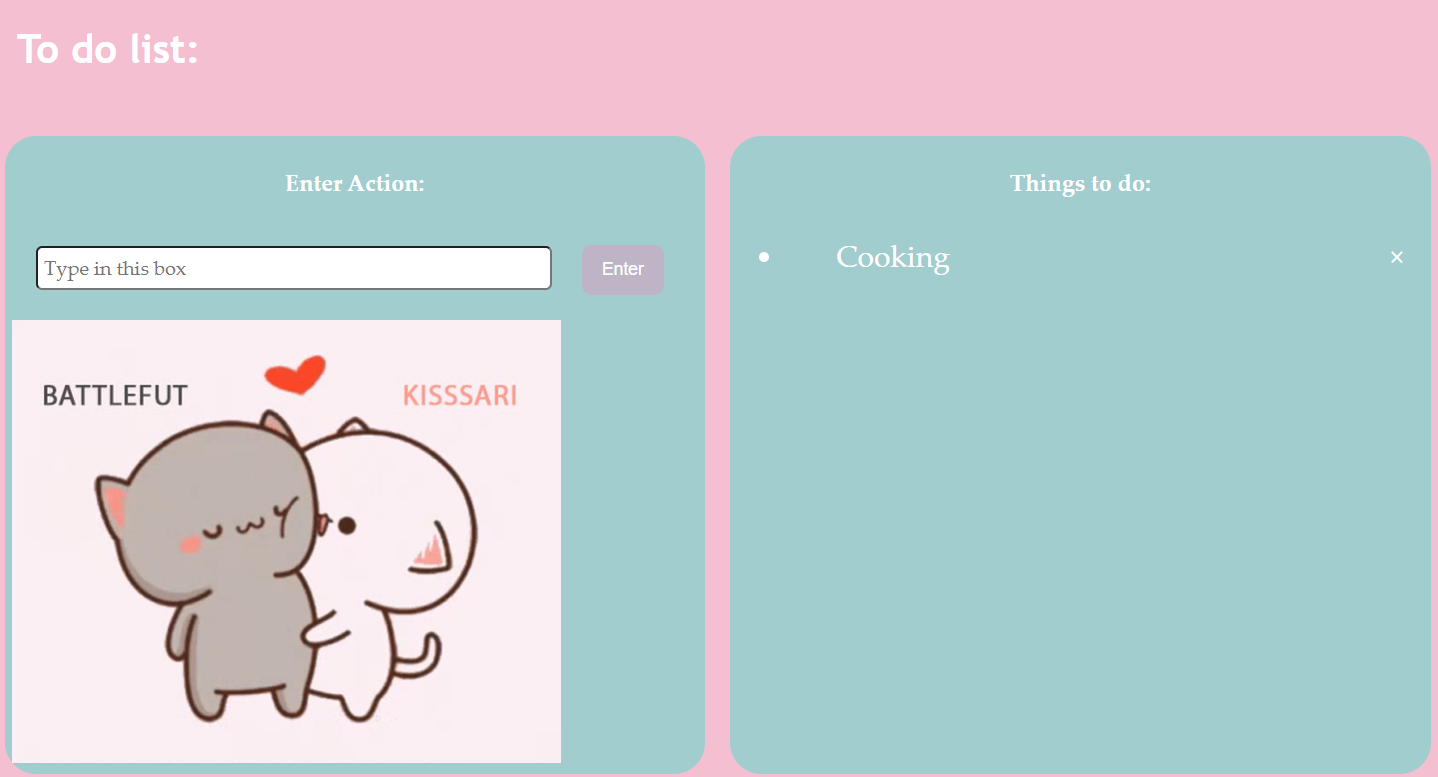 To do list:
Enter Action:
Type in this box
Enter
BATTLEFUT
KISSSARI
Things to do:
Cooking
×